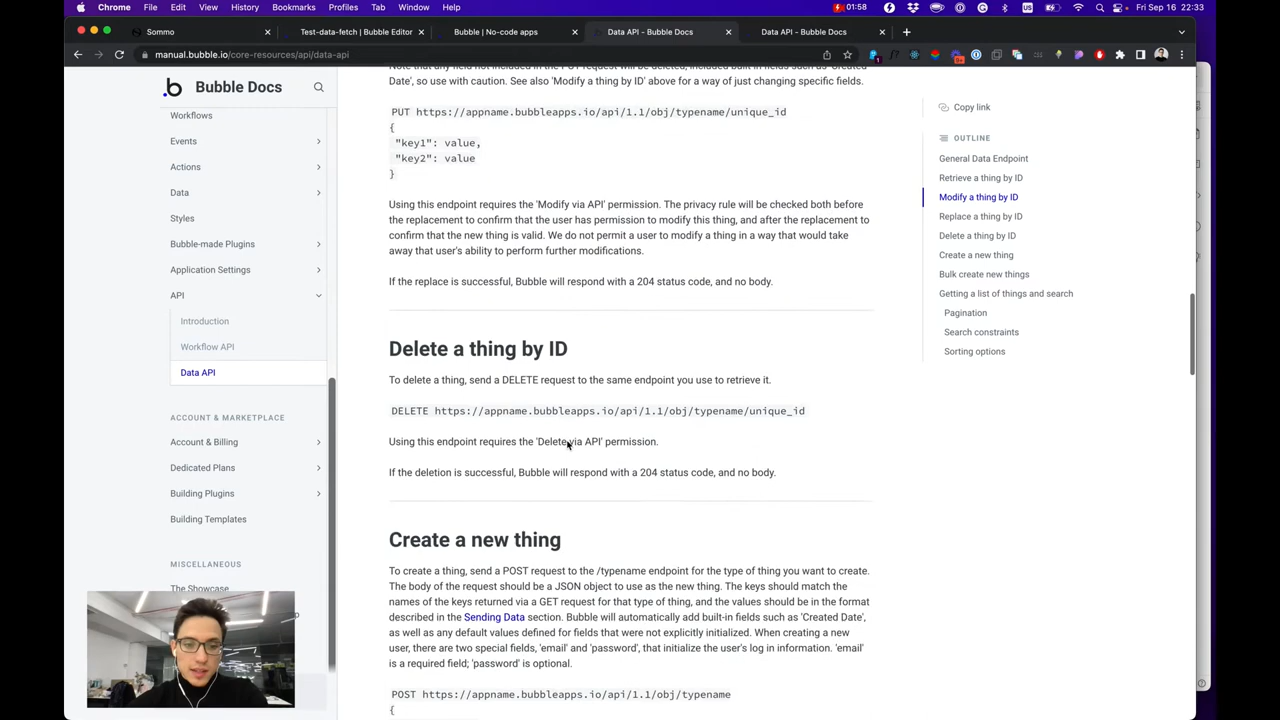 Chrome File Edit View History Bookmarks Profiles Tab Window Help 01:58 US Fri Sep 16 22:33
Sommo
Test-data-fetch | Bubble Editor
Bubble | No-code apps
Data API - Bubble Docs
Data API - Bubble Docs
manual.bubble.io/core-resources/api/data-api
Bubble Docs
Workflows
Events
Actions
Data
Styles
Bubble-made Plugins
Application Settings
API
Introduction
Workflow API
Data API
ACCOUNT & MARKETPLACE
Account & Billing
Dedicated Plans
Building Plugins
Building Templates
MISCELLANEOUS
The Showcase
Note that any field not included in the PUT request will be deleted, included built-in fields such as 'Created
Date', so use with caution. See also 'Modify a thing by ID' above for a way of just changing specific fields.
PUT https://appname.bubbleapps.io/api/1.1/obj/typename/unique_id
{
"key1": value,
"key2": value
}
Using this endpoint requires the 'Modify via API' permission. The privacy rule will be checked both before
the replacement to confirm that the user has permission to modify this thing, and after the replacement to
confirm that the new thing is valid. We do not permit a user to modify a thing in a way that would take
away that user's ability to perform further modifications.
If the replace is successful, Bubble will respond with a 204 status code, and no body.
Delete a thing by ID
To delete a thing, send a DELETE request to the same endpoint you use to retrieve it.
DELETE https://appname.bubbleapps.io/api/1.1/obj/typename/unique_id
Using this endpoint requires the 'Delete via API' permission.
If the deletion is successful, Bubble will respond with a 204 status code, and no body.
Create a new thing
To create a thing, send a POST request to the /typename endpoint for the type of thing you want to create.
The body of the request should be a JSON object to use as the new thing. The keys should match the
names of the keys returned via a GET request for that type of thing, and the values should be in the format
described in the Sending Data section. Bubble will automatically add built-in fields such as 'Created Date',
as well as any default values defined for fields that were not explicitly initialized. When creating a new
user, there are two special fields, 'email' and 'password', that initialize the user's log in information. 'email'
is a required field; 'password' is optional.
POST https://appname.bubbleapps.io/api/1.1/obj/typename
{
Copy link
OUTLINE
General Data Endpoint
Retrieve a thing by ID
Modify a thing by ID
Replace a thing by ID
Delete a thing by ID
Create a new thing
Bulk create new things
Getting a list of things and search
Pagination
Search constraints
Sorting options